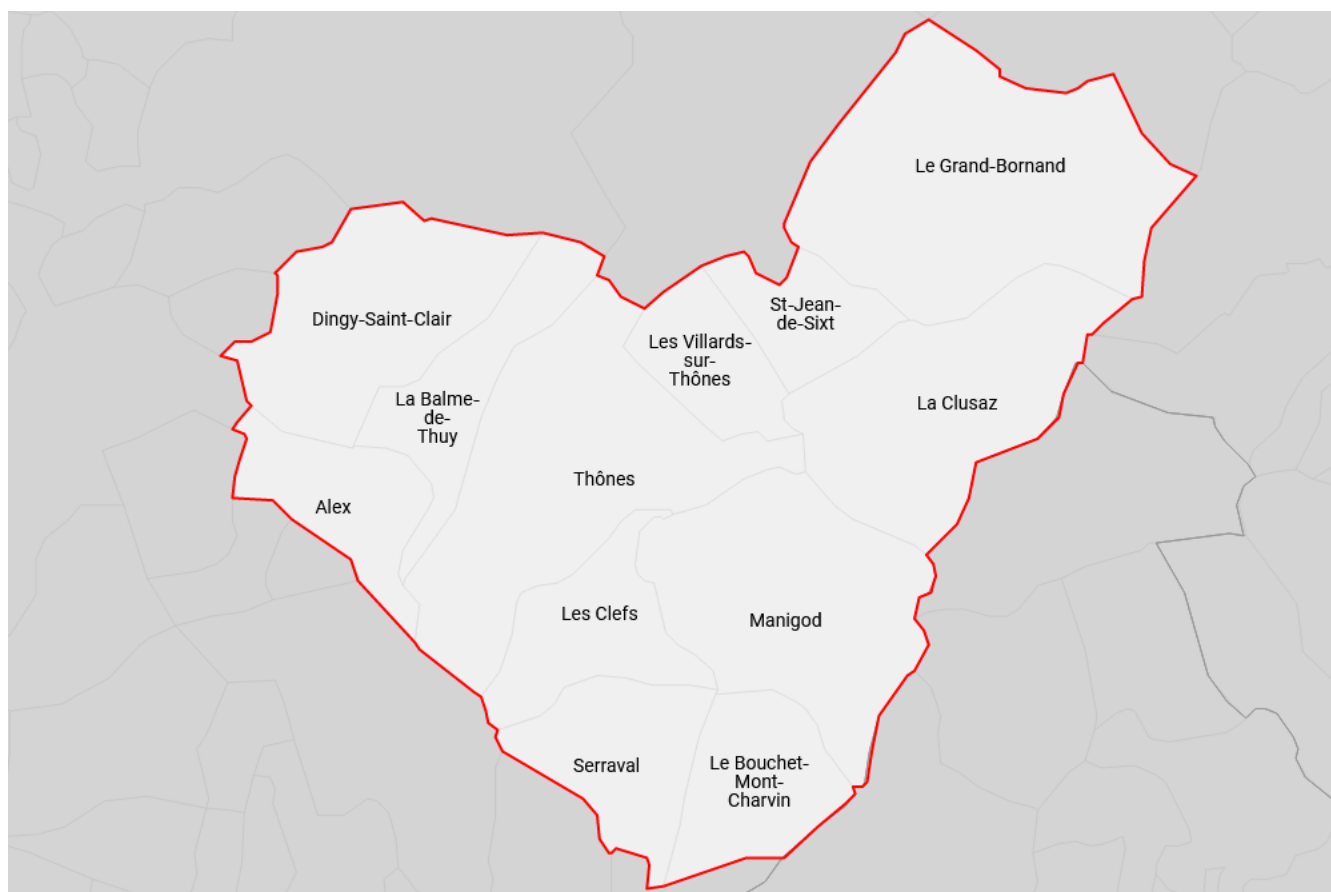 Le Grand-Bornand
Dingy-Saint-Clair
St-Jean-
de-Sixt
Les Villards-
sur-
Thônes
La Balme-
de-
Thuy
La Clusaz
Thônes
Alex
Les Clefs
Manigod
Serraval
Le Bouchet-
Mont-
Charvin